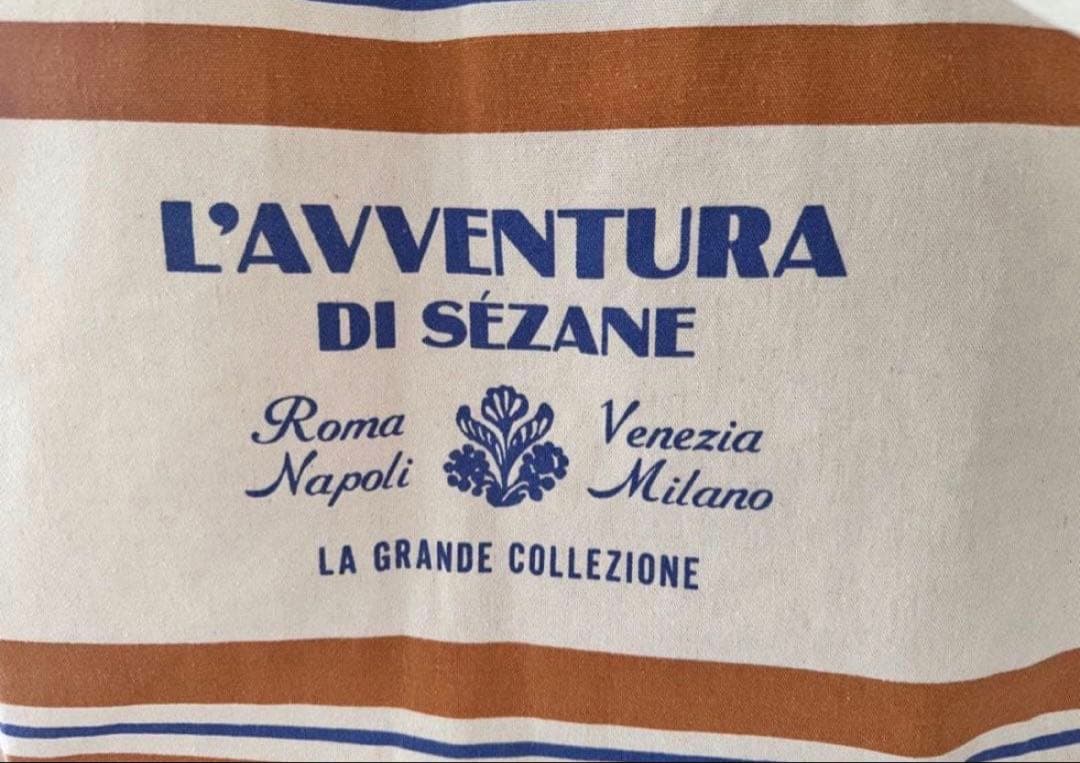 L'AVVENTURA
DI SÉZANE
Roma Venezia
Napoli Milano
LA GRANDE COLLEZIONE